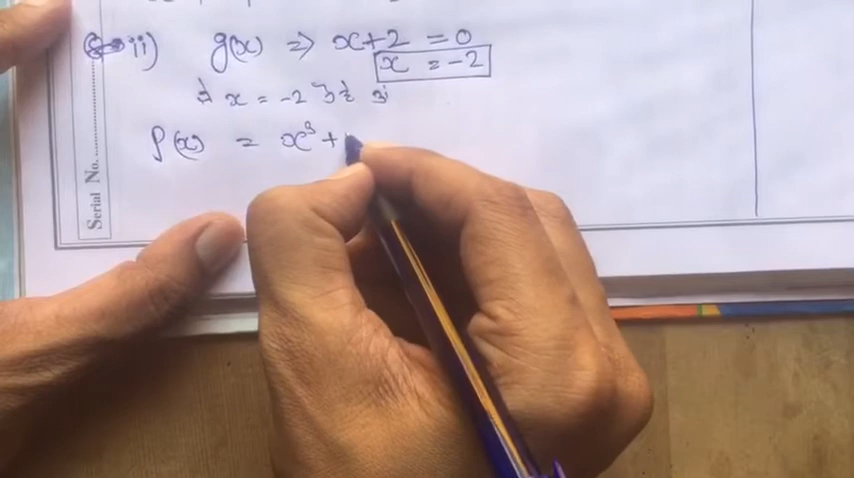 ii) g(x) ⇒ x+2 = 0
x = -2
x = -2
p(x) = x³ +
Serial No.